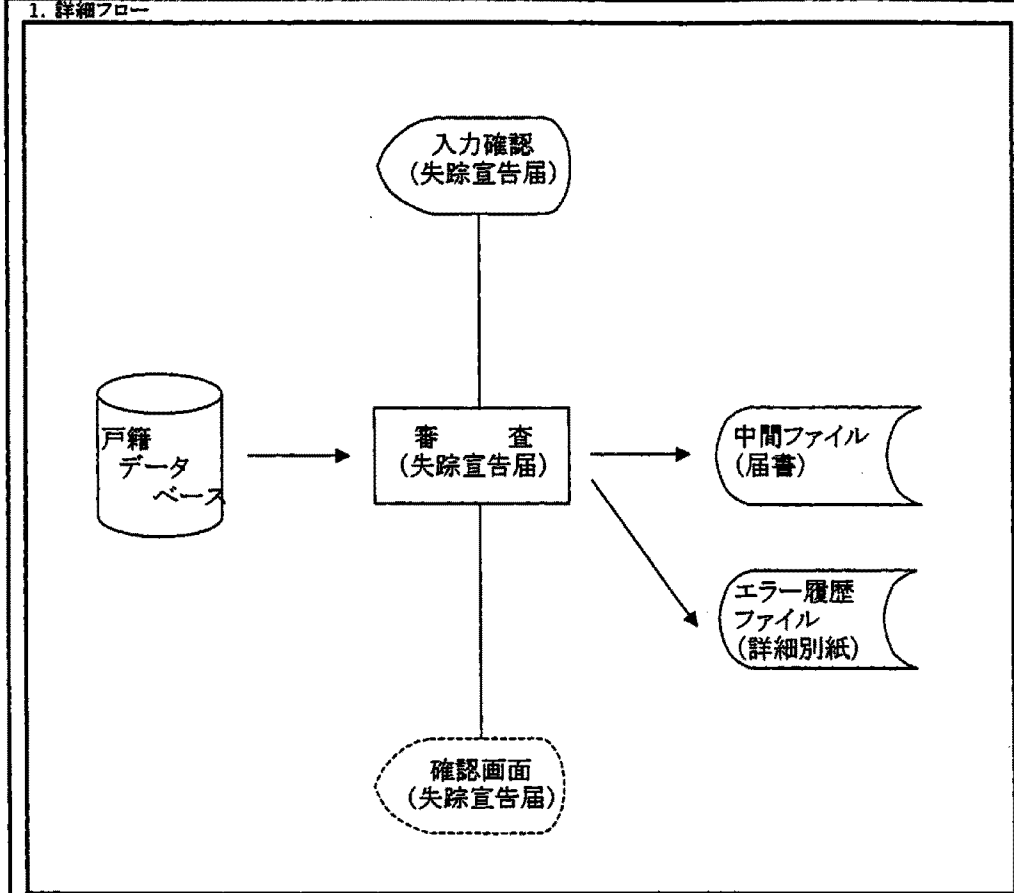 1. 詳細フロー
入力確認
(失踪宣告届)
戸籍
データ
ベース
審　　査
(失踪宣告届)
中間ファイル
(届書)
エラー履歴
ファイル
(詳細別紙)
確認画面
(失踪宣告届)